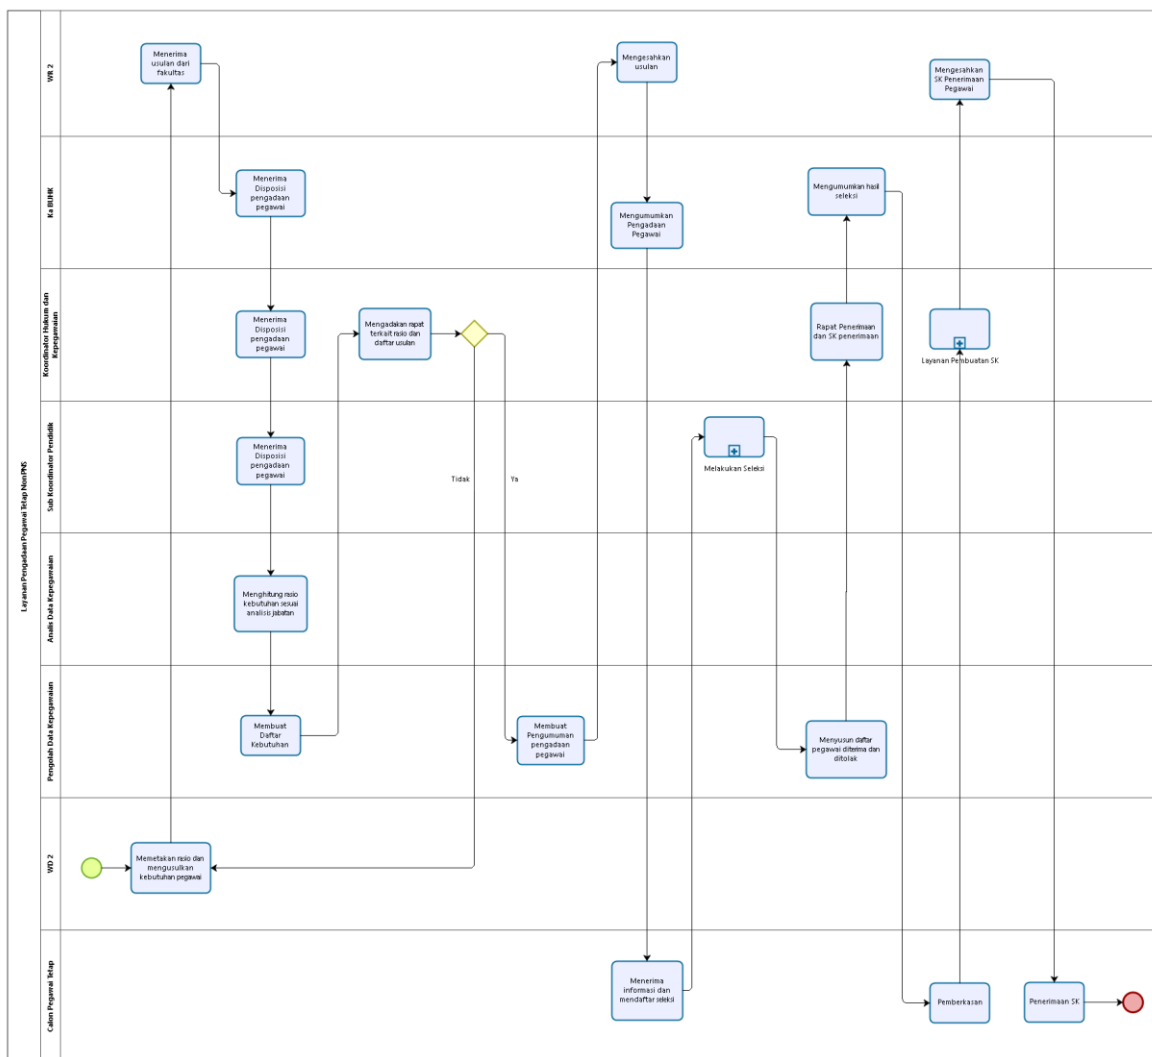 Layanan Pengadaan Pegawai Tetap Non PNS
WR 2
Menerima
usulan dari
fakultas
Mengesahkan
usulan
Mengesahkan
SK Penerimaan
Pegawai
Ka BUHK
Menerima
Disposisi
pengadaan
pegawai
Mengumumkan
Pengadaan
Pegawai
Mengumumkan hasil
seleksi
Koordinator Hukum dan
Kepegawaian
Menerima
Disposisi
pengadaan
pegawai
Mengadakan rapat
terkait rasio dan
daftar usulan
Rapat Penerimaan
dan SK penerimaan
Layanan Pembuatan SK
Sub Koordinator Pendidik
Menerima
Disposisi
pengadaan
pegawai
Tidak
Ya
Melakukan Seleksi
Analis Data Kepegawaian
Menghitung rasio
kebutuhan sesuai
analisis jabatan
Pengolah Data Kepegawaian
Membuat
Daftar
Kebutuhan
Membuat
Pengumuman
pengadaan
pegawai
Menyusun daftar
pegawai diterima dan
ditolak
WD 2
Memetakan rasio dan
mengusulkan
kebutuhan pegawai
Calon Pegawai Tetap
Menerima
informasi dan
mendaftar seleksi
Pemberkasan
Penerimaan SK